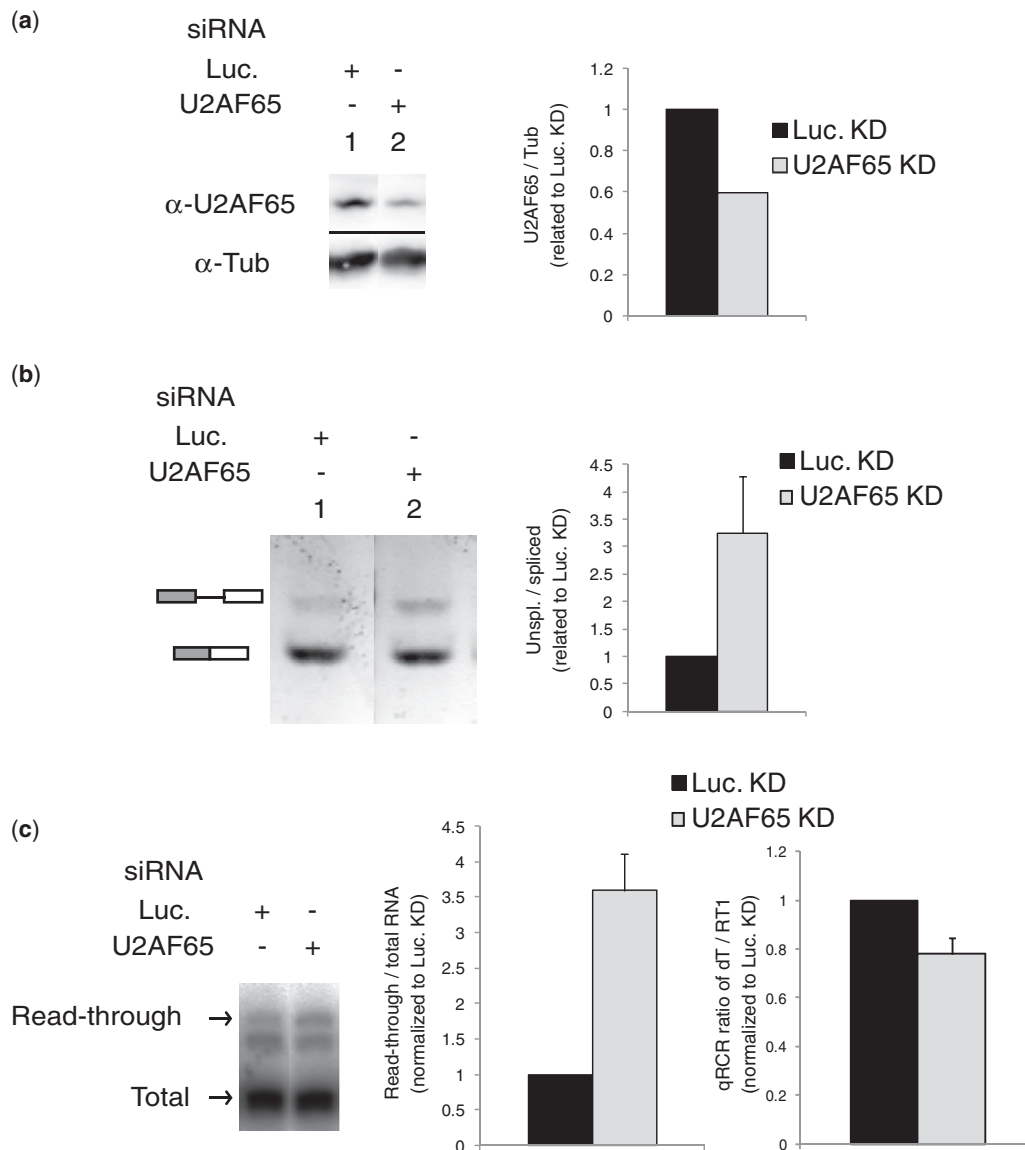 (a)
siRNA
Luc. + -
U2AF65 - +
1 2
α-U2AF65
α-Tub
U2AF65 / Tub
(related to Luc. KD)
1.2
1
0.8
0.6
0.4
0.2
0
Luc. KD
U2AF65 KD
(b)
siRNA
Luc. + -
U2AF65 - +
1 2
Unspl. / spliced
(related to Luc. KD)
4.5
4
3.5
3
2.5
2
1.5
1
0.5
0
Luc. KD
U2AF65 KD
(c)
siRNA
Luc. + -
U2AF65 - +
Read-through →
Total →
Luc. KD
U2AF65 KD
Read-through / total RNA
(normalized to Luc. KD)
4.5
4
3.5
3
2.5
2
1.5
1
0.5
0
qRCR ratio of dT / RT1
(normalized to Luc. KD)
1.2
1
0.8
0.6
0.4
0.2
0